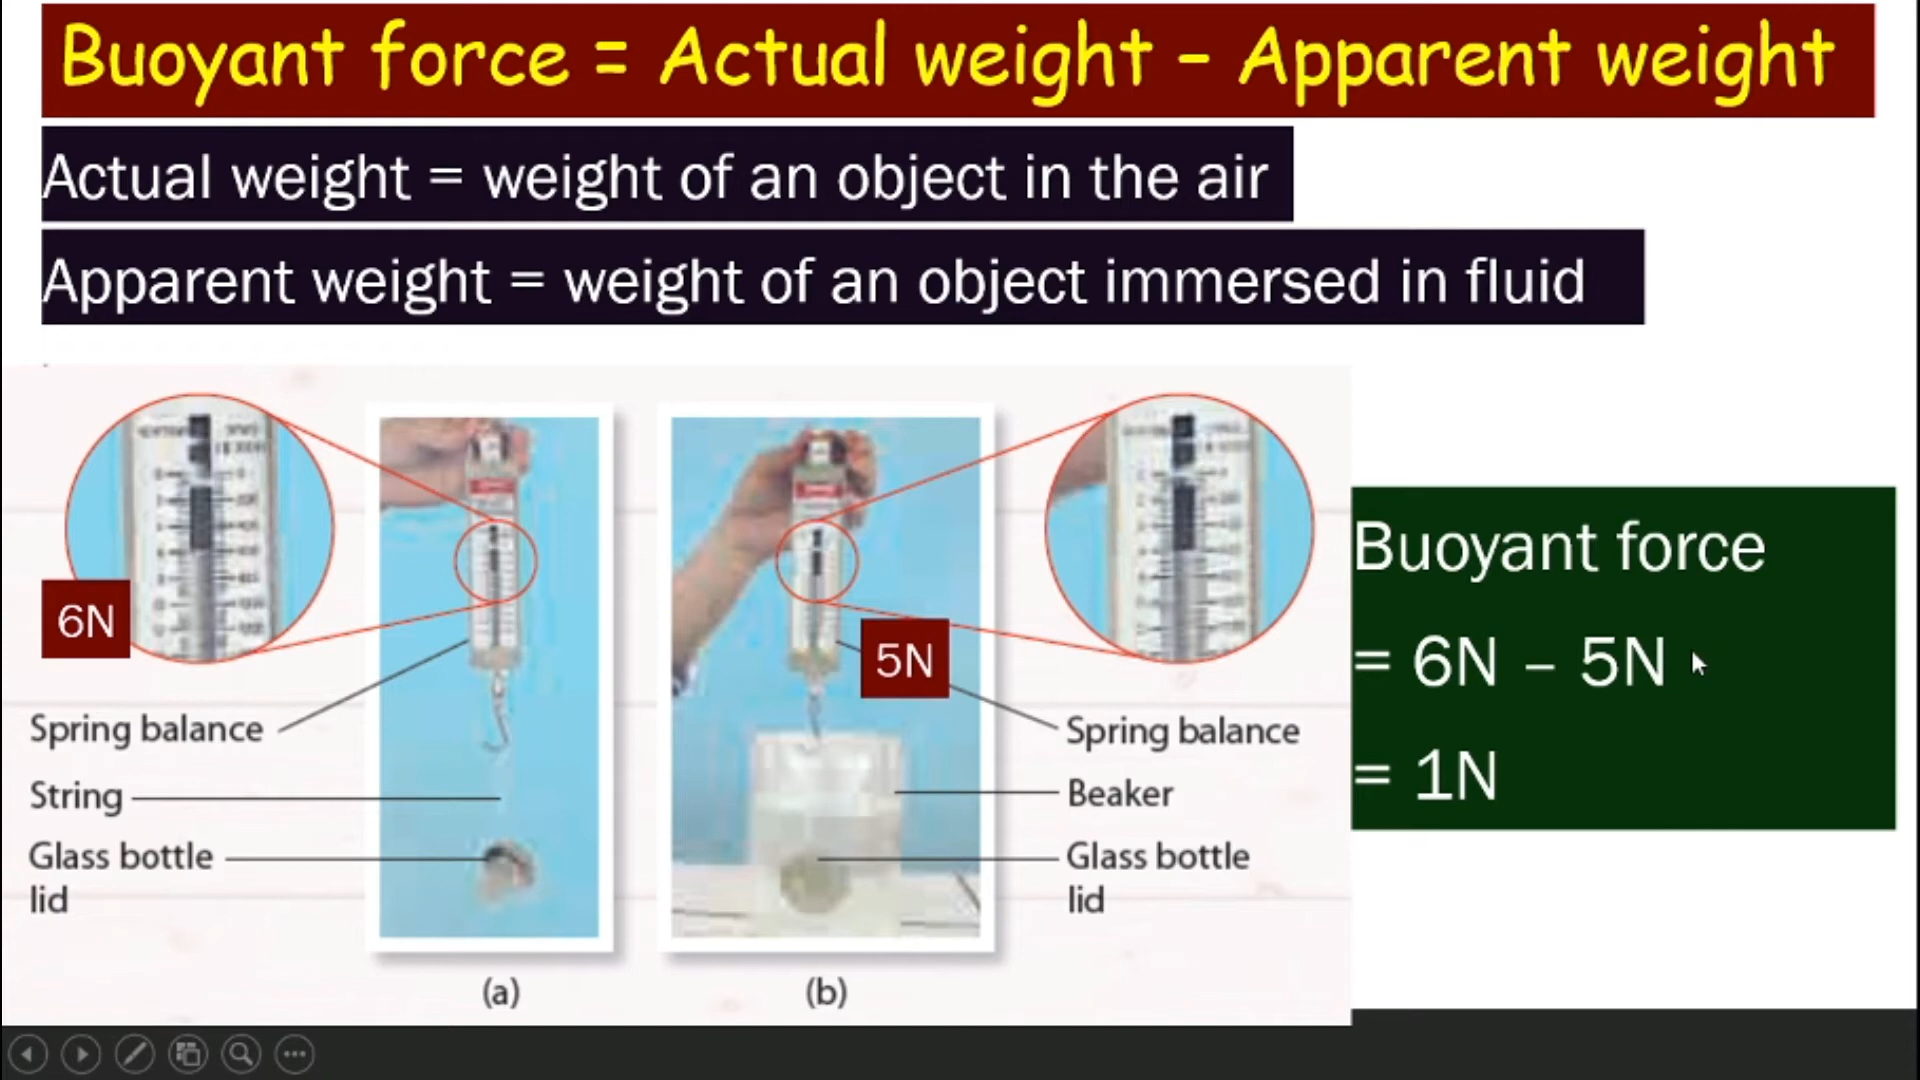 Buoyant force = Actual weight – Apparent weight
Actual weight = weight of an object in the air
Apparent weight = weight of an object immersed in fluid
6N
5N
Spring balance
String
Glass bottle
lid
Spring balance
Beaker
Glass bottle
lid
(a)
(b)
Buoyant force
= 6N – 5N
= 1N